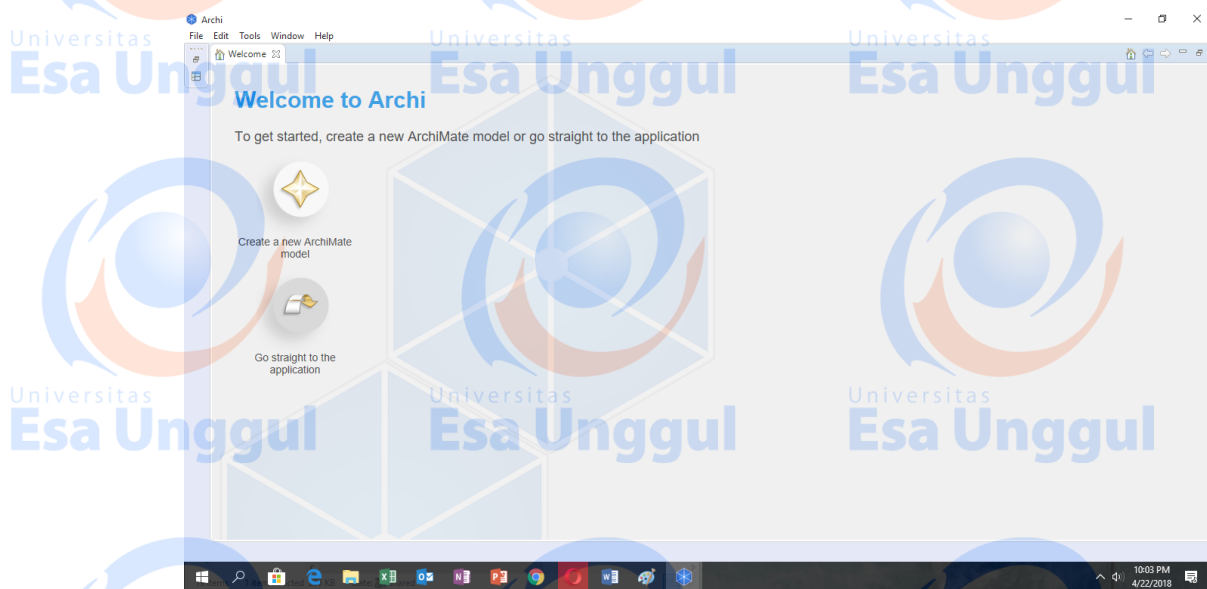 Archi
File Edit Tools Window Help
Welcome
Welcome to Archi
To get started, create a new ArchiMate model or go straight to the application
Create a new ArchiMate
model
Go straight to the
application
Universitas
Esa Unggul
Universitas
Esa Unggul
Universitas
Esa Unggul
Universitas
Esa Unggul
Universitas
Esa Unggul
Universitas
Esa Unggul
10:03 PM
4/22/2018